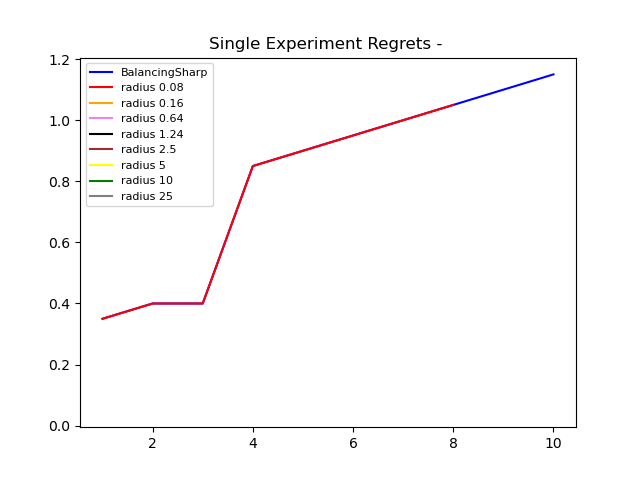 Single Experiment Regrets -
1.2
1.0
0.8
0.6
0.4
0.2
0.0
BalancingSharp
radius 0.08
radius 0.16
radius 0.64
radius 1.24
radius 2.5
radius 5
radius 10
radius 25
2 4 6 8 10